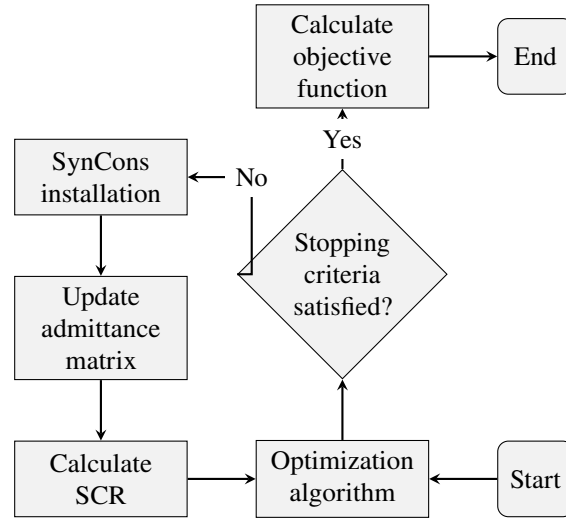 Calculate
objective
function
End
Yes
SynCons
installation
No
Stopping
criteria
satisfied?
Update
admittance
matrix
Calculate
SCR
Optimization
algorithm
Start